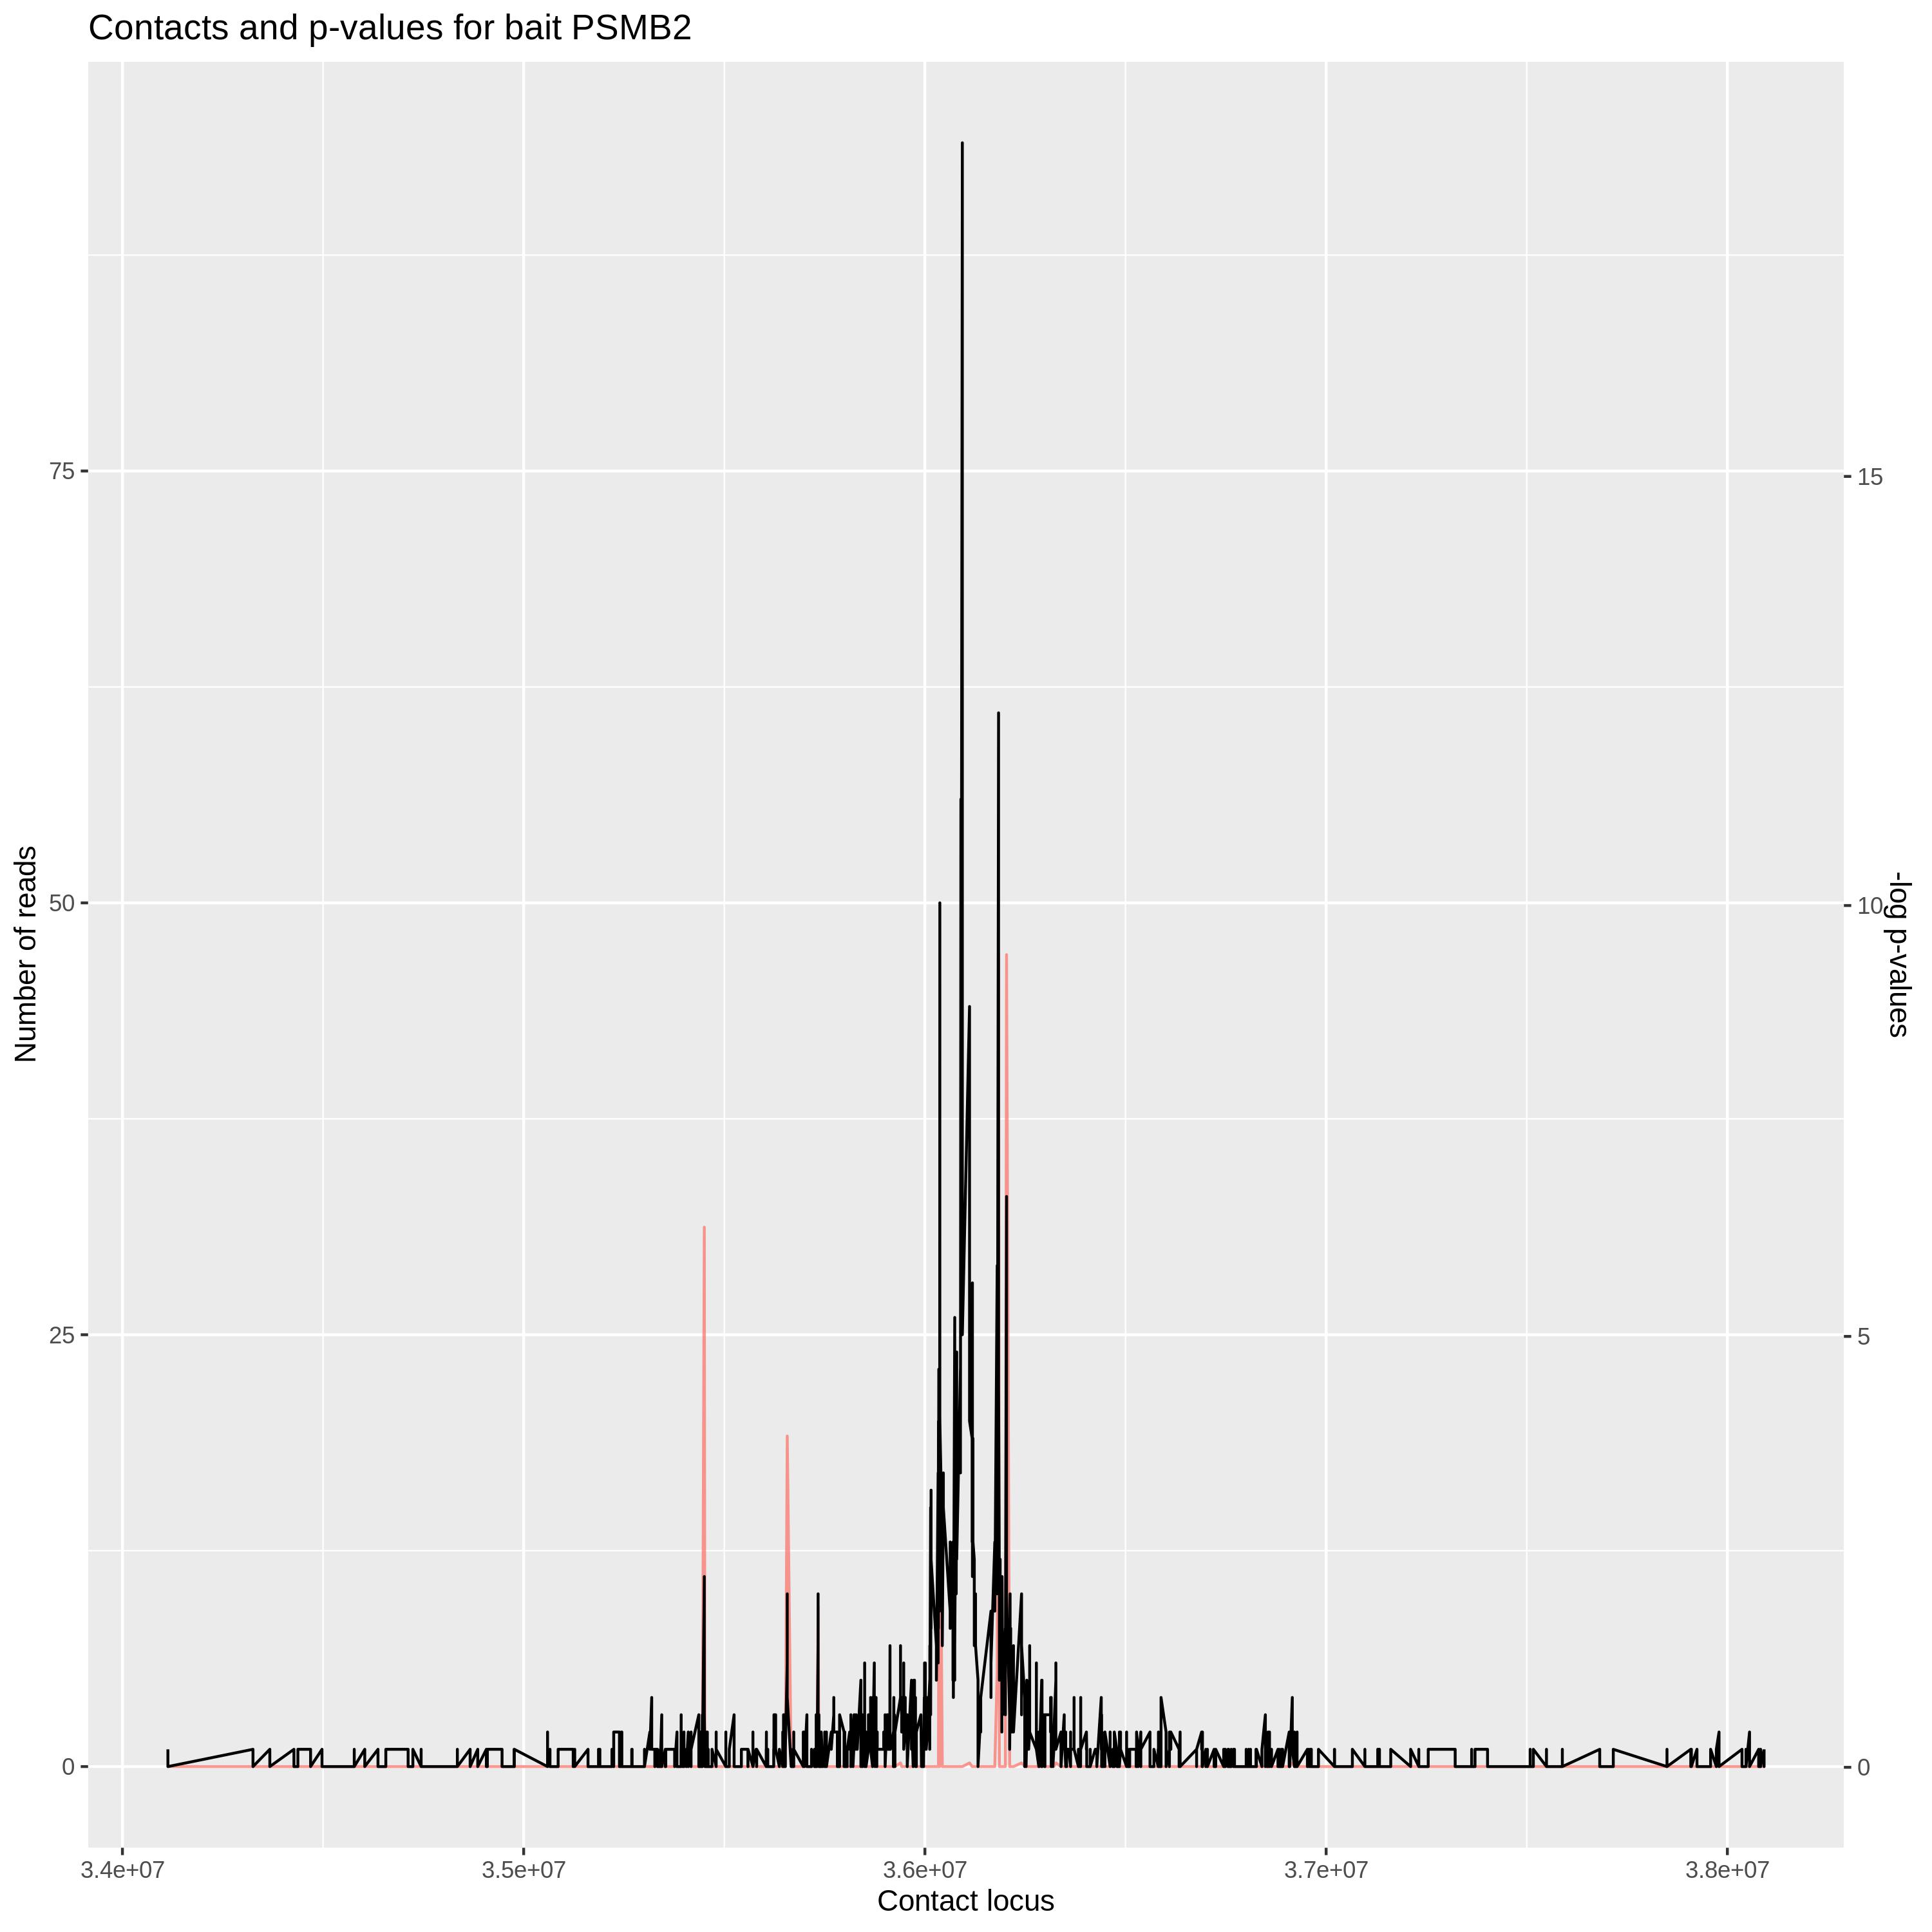 Contacts and p-values for bait PSMB2
Number of reads
75
50
25
0
15
10
5
0
-log p-values
3.4e+07
3.5e+07
3.6e+07
3.7e+07
3.8e+07
Contact locus